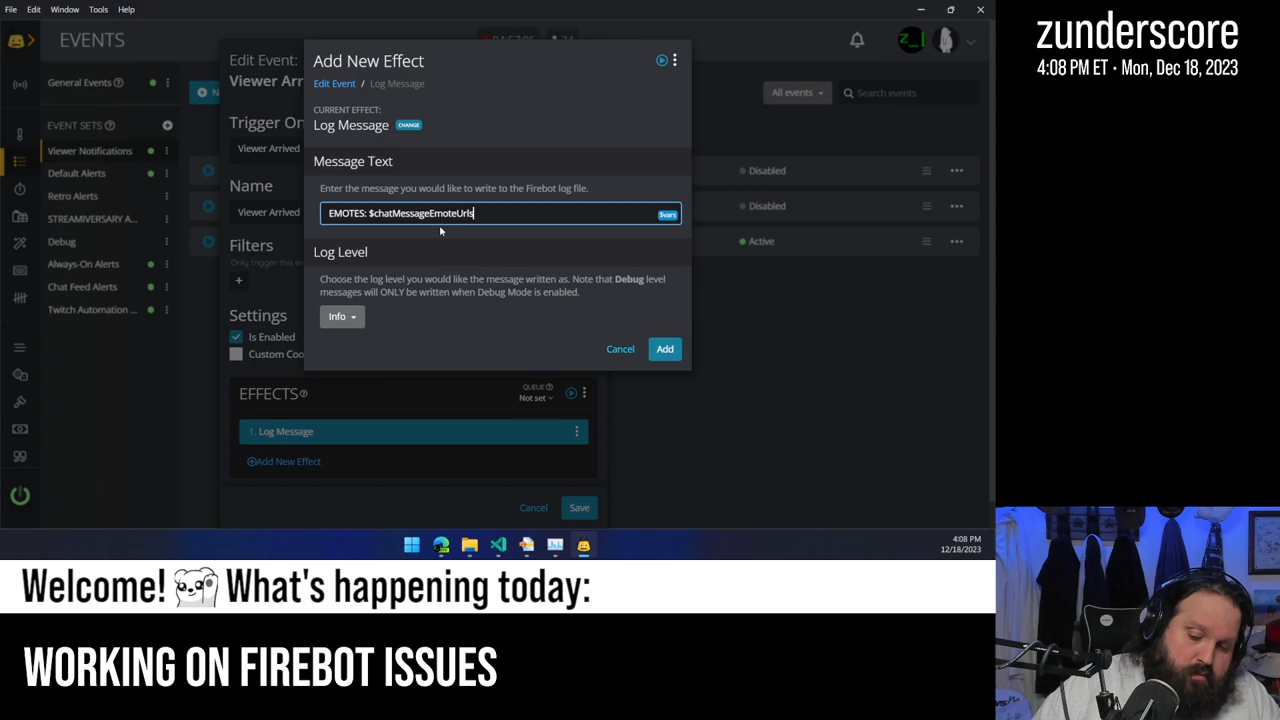 File Edit Window Tools Help
EVENTS
General Events
EVENT SETS
Viewer Notifications
Default Alerts
Retro Alerts
STREAMIVERSARY A...
Debug
Always-On Alerts
Chat Feed Alerts
Twitch Automation ...
Edit Event:
Viewer Arr
Trigger On
Viewer Arrived
Name
Viewer Arrived
Filters
Only trigger this eve
Settings
Is Enabled
Custom Coo
EFFECTS
QUEUE
Not set
1. Log Message
Add New Effect
Cancel Save
Add New Effect
Edit Event / Log Message
CURRENT EFFECT:
Log Message CHANGE
Message Text
Enter the message you would like to write to the Firebot log file.
EMOTES: $chatMessageEmoteUrls
$vars
Log Level
Choose the log level you would like the message written as. Note that Debug level
messages will ONLY be written when Debug Mode is enabled.
Info
Cancel Add
All events
Search events
Disabled
Disabled
Active
4:08 PM
12/18/2023
zunderscore
4:08 PM ET • Mon, Dec 18, 2023
Welcome! What's happening today:
WORKING ON FIREBOT ISSUES